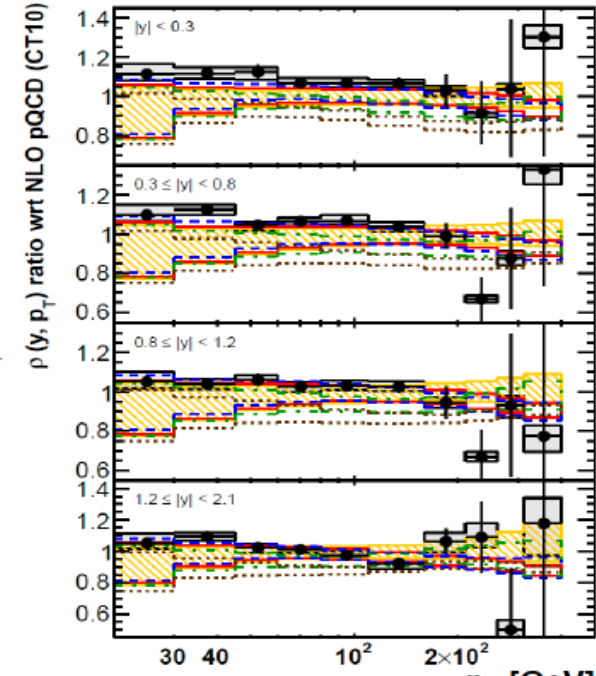 ρ (y, p_T) ratio wrt NLO pQCD (CT10)
1.4
|y| < 0.3
1.2
1
0.8
0.3 ≤ |y| < 0.8
1.2
1
0.8
0.6
0.8 ≤ |y| < 1.2
1.2
1
0.8
0.6
1.4
1.2 ≤ |y| < 2.1
1.2
1
0.8
0.6
30 40 10² 2×10²
[GeV]